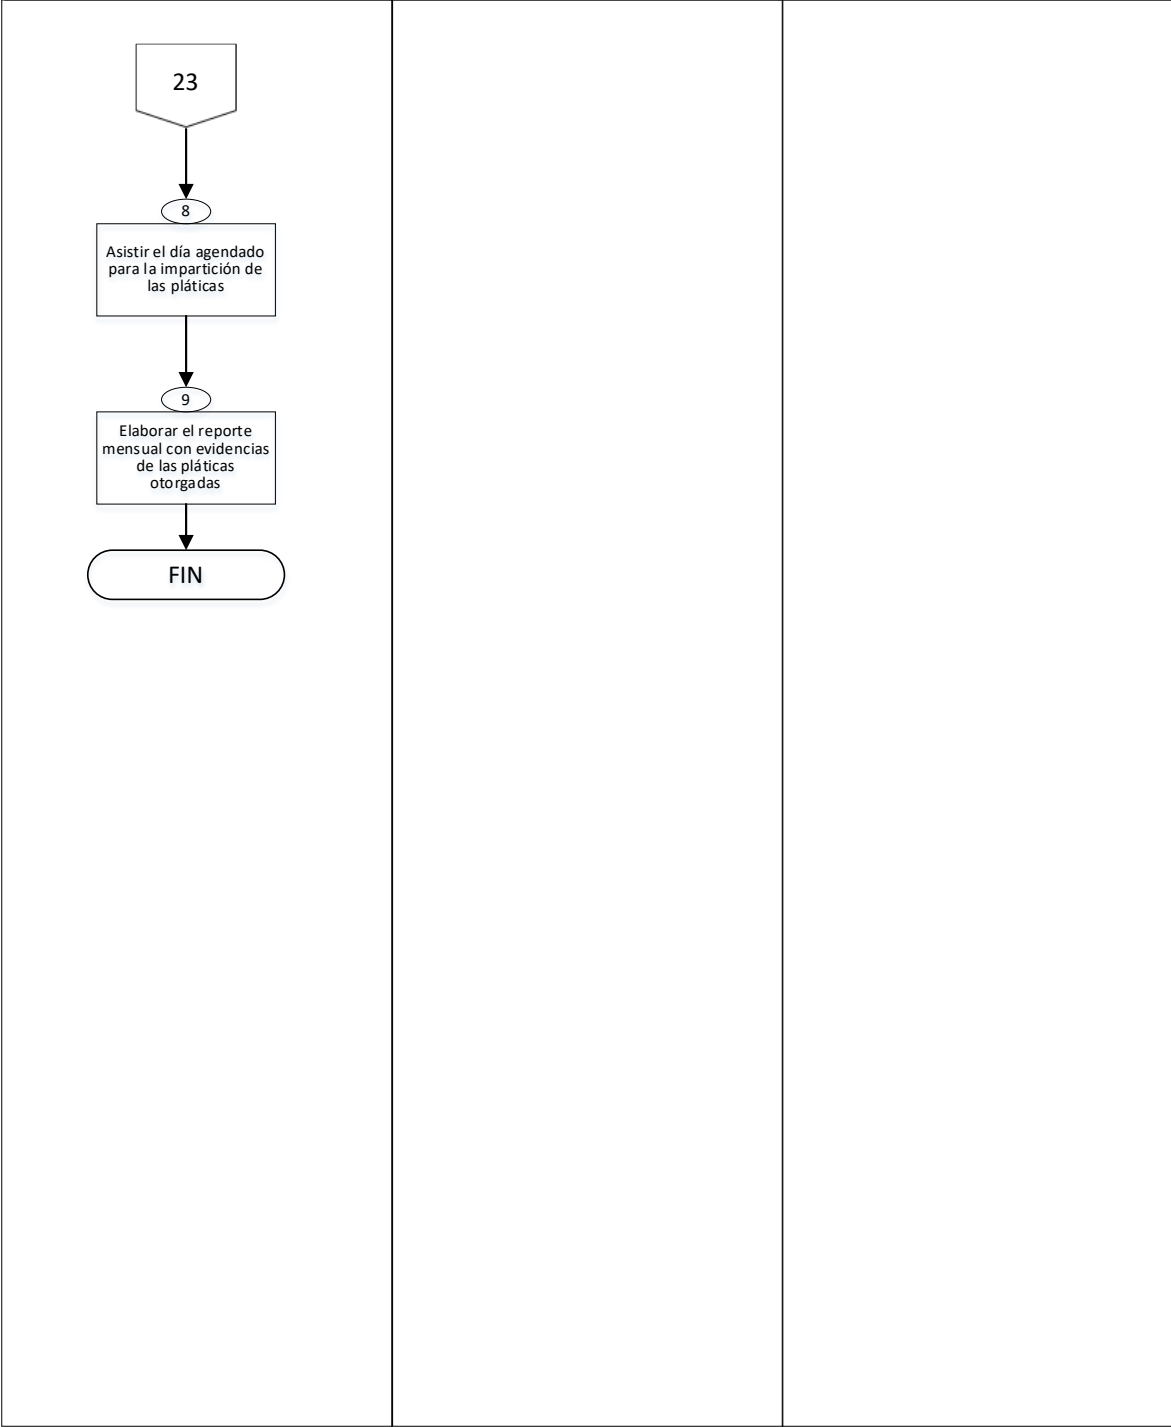 23
8
Asistir el día agendado
para la impartición de
las pláticas
9
Elaborar el reporte
mensual con evidencias
de las pláticas
otorgadas
FIN